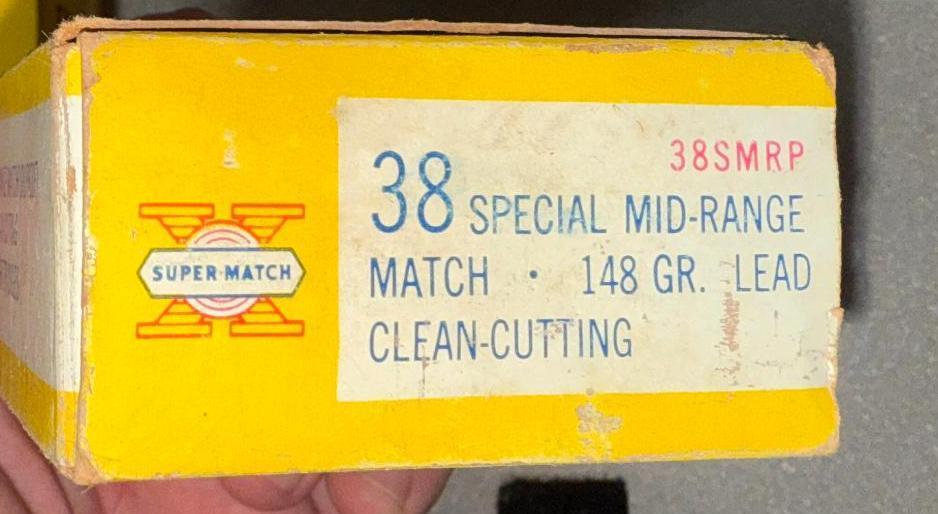 38SMRP
38 SPECIAL MID-RANGE
MATCH • 148 GR. LEAD
CLEAN-CUTTING
SUPER-MATCH